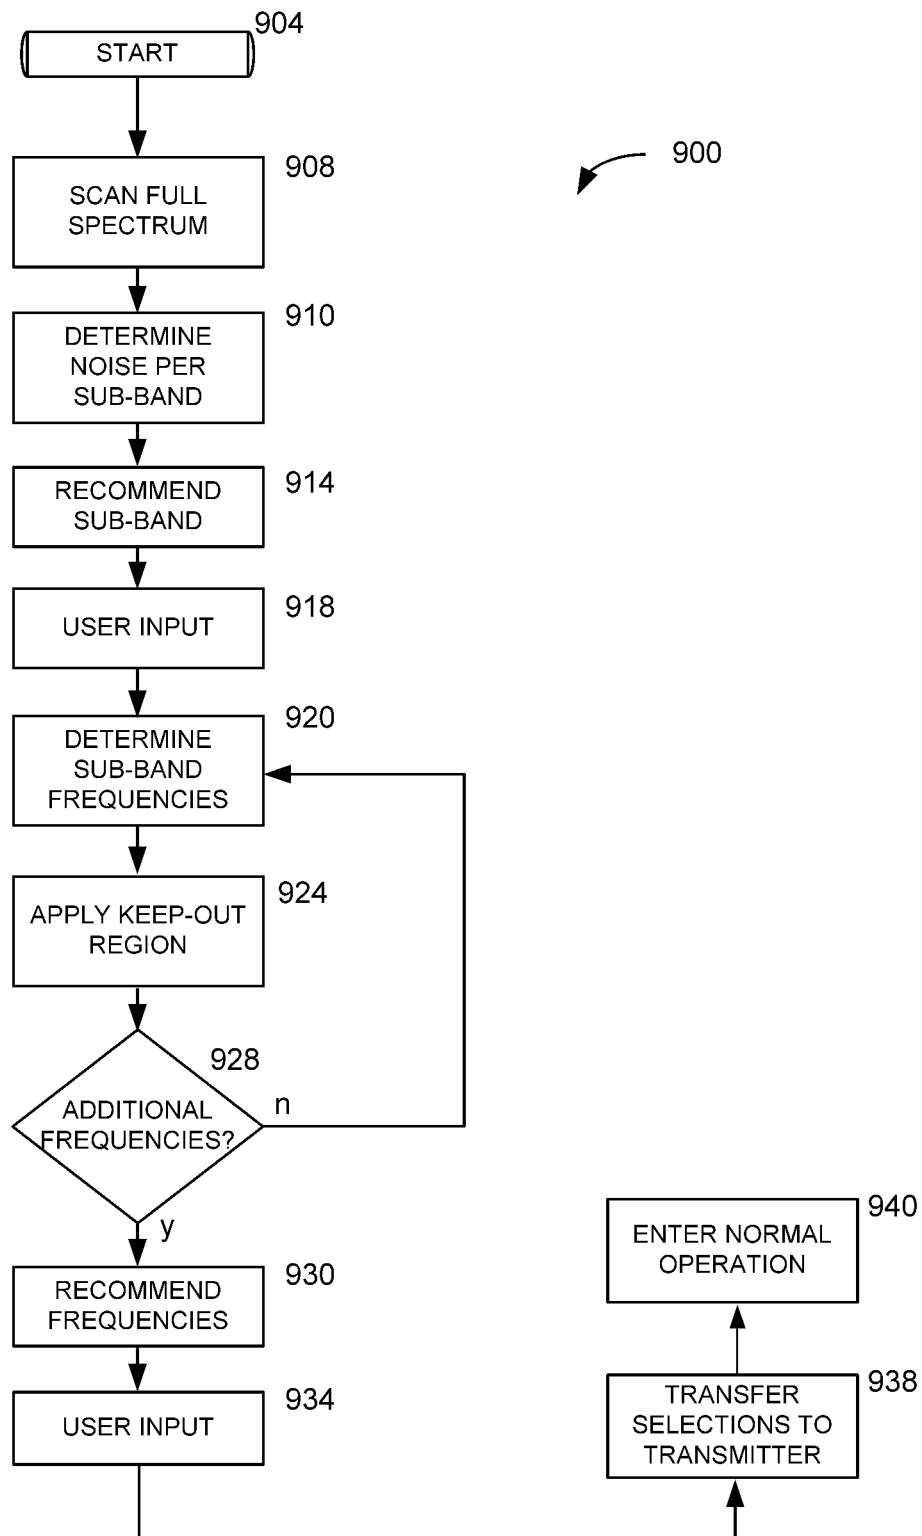 904
START
900
908
SCAN FULL
SPECTRUM
910
DETERMINE
NOISE PER
SUB-BAND
914
RECOMMEND
SUB-BAND
918
USER INPUT
920
DETERMINE
SUB-BAND
FREQUENCIES
924
APPLY KEEP-OUT
REGION
928
ADDITIONAL
FREQUENCIES?
n
y
930
RECOMMEND
FREQUENCIES
934
USER INPUT
940
ENTER NORMAL
OPERATION
938
TRANSFER
SELECTIONS TO
TRANSMITTER